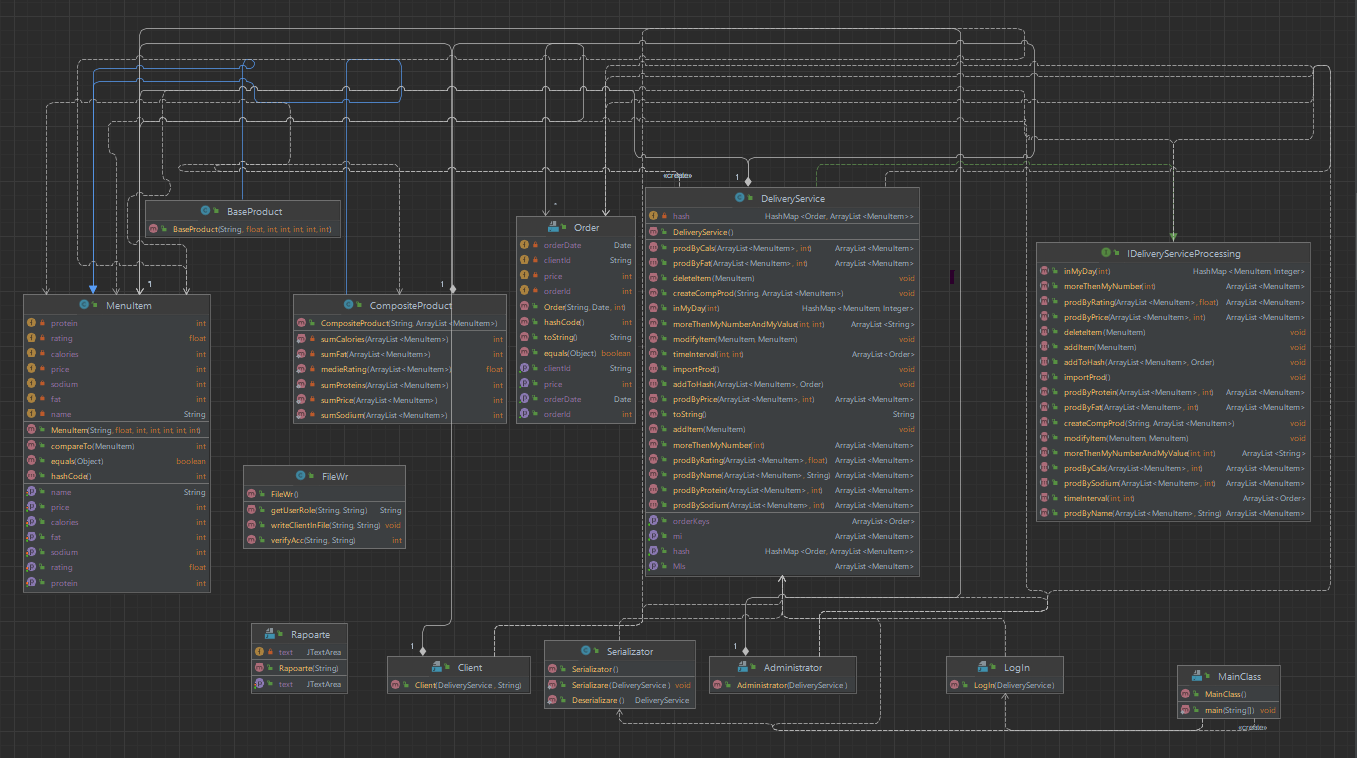 «create»
1
DeliveryService
hash HashMap<Order, ArrayList<MenuItem>>
DeliveryService()
prodByCals(ArrayList<MenuItem>, int) ArrayList<MenuItem>
prodByFat(ArrayList<MenuItem>, int) ArrayList<MenuItem>
deleteItem(MenuItem) void
createCompProd(String, ArrayList<MenuItem>) void
inMyDay(int) HashMap<MenuItem, Integer>
moreThenMyNumberAndMyValue(int, int) ArrayList<String>
modifyItem(MenuItem, MenuItem) void
timeInterval(int, int) ArrayList<Order>
importProd() void
addToHash(ArrayList<MenuItem>, Order) void
prodByPrice(ArrayList<MenuItem>, int) ArrayList<MenuItem>
toString() String
addItem(MenuItem) void
moreThenMyNumber(int) ArrayList<MenuItem>
prodByRating(ArrayList<MenuItem>, float) ArrayList<MenuItem>
prodByName(ArrayList<MenuItem>, String) ArrayList<MenuItem>
prodByProtein(ArrayList<MenuItem>, int) ArrayList<MenuItem>
prodBySodium(ArrayList<MenuItem>, int) ArrayList<MenuItem>
orderKeys ArrayList<Order>
mi ArrayList<MenuItem>
hash HashMap<Order, ArrayList<MenuItem>>
MIs ArrayList<MenuItem>
BaseProduct
BaseProduct(String, float, int, int, int, int, int)
*
Order
orderDate Date
clientId String
price int
orderId int
Order(String, Date, int)
hashCode() int
toString() String
equals(Object) boolean
clientId String
price int
orderDate Date
orderId int
IDeliveryServiceProcessing
inMyDay(int) HashMap<MenuItem, Integer>
moreThenMyNumber(int) ArrayList<MenuItem>
prodByRating(ArrayList<MenuItem>, float) ArrayList<MenuItem>
prodByPrice(ArrayList<MenuItem>, int) ArrayList<MenuItem>
deleteItem(MenuItem) void
addItem(MenuItem) void
addToHash(ArrayList<MenuItem>, Order) void
importProd() void
prodByProtein(ArrayList<MenuItem>, int) ArrayList<MenuItem>
prodByFat(ArrayList<MenuItem>, int) ArrayList<MenuItem>
createCompProd(String, ArrayList<MenuItem>) void
modifyItem(MenuItem, MenuItem) void
moreThenMyNumberAndMyValue(int, int) ArrayList<String>
prodByCals(ArrayList<MenuItem>, int) ArrayList<MenuItem>
prodBySodium(ArrayList<MenuItem>, int) ArrayList<MenuItem>
timeInterval(int, int) ArrayList<Order>
prodByName(ArrayList<MenuItem>, String) ArrayList<MenuItem>
1
MenuItem
protein int
rating float
calories int
price int
sodium int
fat int
name String
MenuItem(String, float, int, int, int, int, int)
compareTo(MenuItem) int
equals(Object) boolean
hashCode() int
name String
price int
calories int
fat int
sodium int
rating float
protein int
1
CompositeProduct
CompositeProduct(String, ArrayList<MenuItem>)
sumCalories(ArrayList<MenuItem>) int
sumFat(ArrayList<MenuItem>) int
medieRating(ArrayList<MenuItem>) float
sumProteins(ArrayList<MenuItem>) int
sumPrice(ArrayList<MenuItem>) int
sumSodium(ArrayList<MenuItem>) int
FileWr
FileWr()
getUserRole(String, String) String
writeClientInFile(String, String) void
verifyAcc(String, String) int
Rapoarte
text JTextArea
Rapoarte(String)
text JTextArea
1
Client
Client(DeliveryService, String)
Serializator
Serializator()
Serializare(DeliveryService) void
Deserializare() DeliveryService
1
Administrator
Administrator(DeliveryService)
LogIn
LogIn(DeliveryService)
MainClass
MainClass()
main(String[]) void
«create»